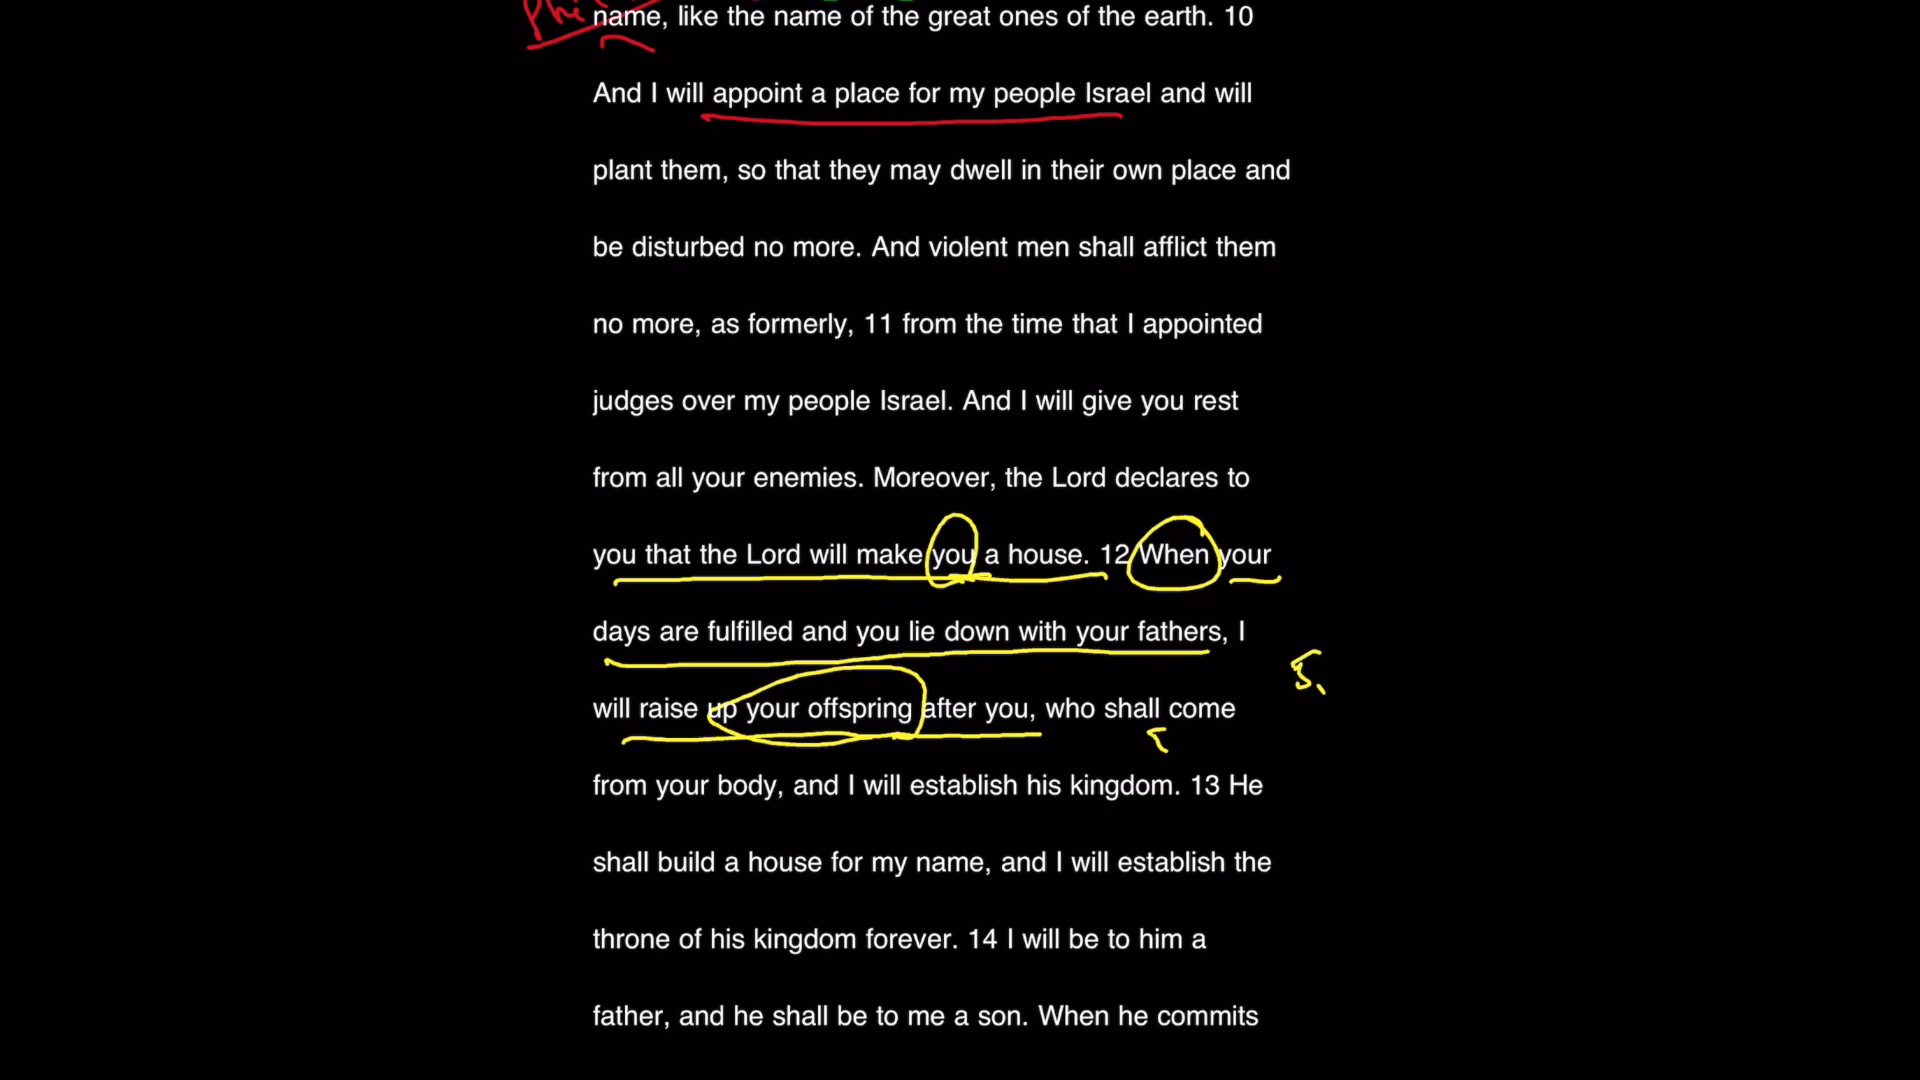 name, like the name of the great ones of the earth. 10
And I will appoint a place for my people Israel and will
plant them, so that they may dwell in their own place and
be disturbed no more. And violent men shall afflict them
no more, as formerly, 11 from the time that I appointed
judges over my people Israel. And I will give you rest
from all your enemies. Moreover, the Lord declares to
you that the Lord will make you a house. 12 When your
days are fulfilled and you lie down with your fathers, I
will raise up your offspring after you, who shall come
from your body, and I will establish his kingdom. 13 He
shall build a house for my name, and I will establish the
throne of his kingdom forever. 14 I will be to him a
father, and he shall be to me a son. When he commits